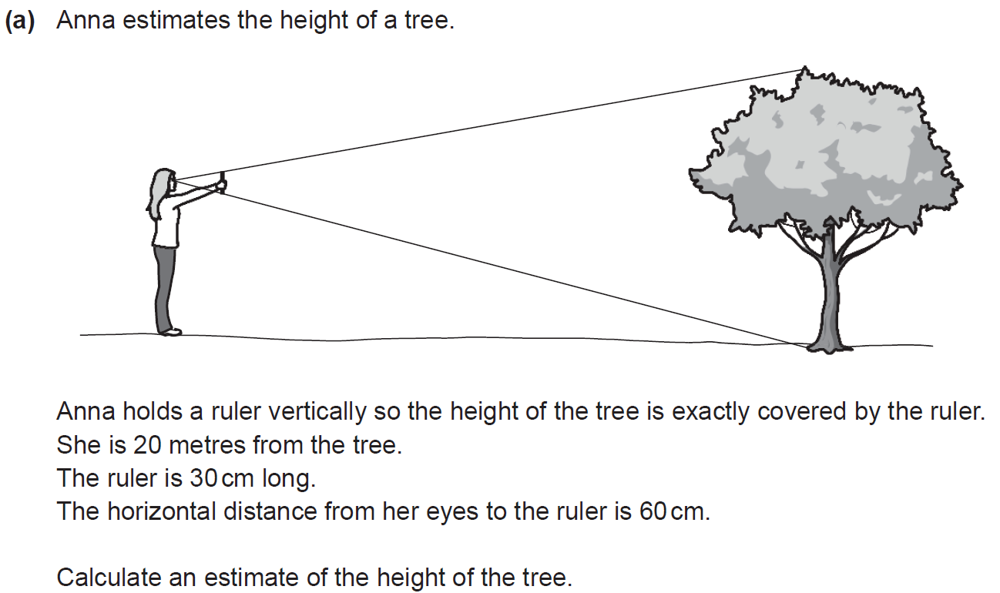 (a) Anna estimates the height of a tree.
Anna holds a ruler vertically so the height of the tree is exactly covered by the ruler.
She is 20 metres from the tree.
The ruler is 30 cm long.
The horizontal distance from her eyes to the ruler is 60 cm.
Calculate an estimate of the height of the tree.